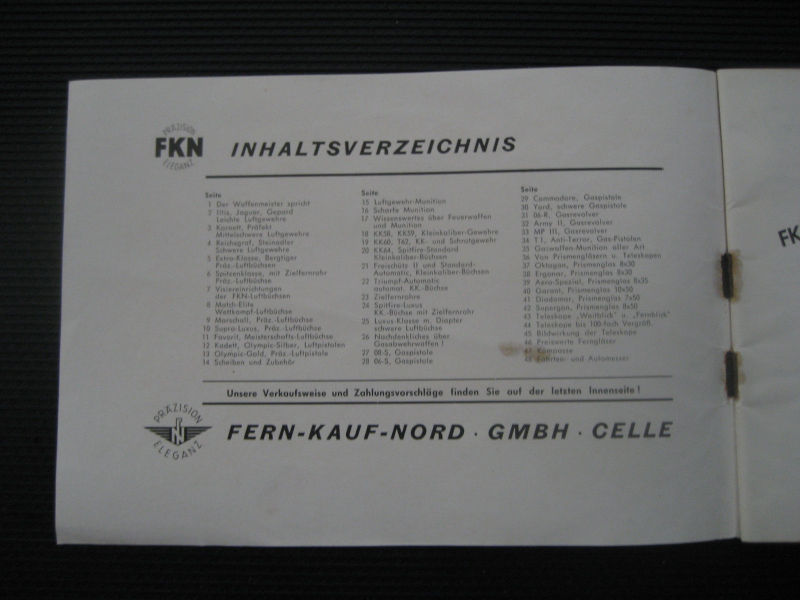 PRÄZISION
FKN
ELEGANZ
INHALTSVERZEICHNIS
Seite
1 Der Waffenmeister spricht
2 Iltis, Jaguar, Gepard
Leichte Luftgewehre
3 Kornett, Präfekt
Mittelschwere Luftgewehre
4 Reichsgraf, Steinadler
Schwere Luftgewehre
5 Extra-Klasse, Bergtiger
Präz.-Luftbüchsen
6 Spitzenklasse, mit Zielfernrohr
Präz.-Luftbüchse
7 Visiereinrichtungen
der FKN-Luftbüchsen
8 Match-Elite
Wettkampf-Luftbüchse
9 Marschall, Präz.-Luftbüchse
10 Supra-Luxus, Präz.-Luftbüchse
11 Favorit, Meisterschafts-Luftbüchse
12 Kadett, Olympic-Silber, Luftpistolen
13 Olympic-Gold, Präz.-Luftpistole
14 Scheiben und Zubehör
Seite
15 Luftgewehr-Munition
16 Scharfe Munition
17 Wissenswertes über Feuerwaffen
und Munition
18 KK58, KK59, Kleinkaliber-Gewehre
19 KK60, T62, KK- und Schrotgewehr
20 KK64, Spitfire-Standard
Kleinkaliber-Büchsen
21 Freischütz II und Standard-
Automatic, Kleinkaliber-Büchsen
22 Triumpf-Automatic
automat. KK.-Büchse
23 Zielfernrohre
24 Spitfire-Luxus
KK.-Büchse mit Zielfernrohr
25 Luxus-Klasse m. Diopter
schwere Luftbüchse
26 Nachdenkliches über
Gasabwehrwaffen!
27 08-S, Gaspistole
28 06-S, Gaspistole
Seite
29 Commodore, Gaspistole
30 Yard, schwere Gaspistole
31 06-R, Gasrevolver
32 Army II, Gasrevolver
33 MP III, Gasrevolver
34 T1, Anti-Terror, Gas-Pistolen
35 Gaswaffen-Munition aller Art
36 Von Prismengläsern u. Teleskopen
37 Oktagon, Prismenglas 8x30
38 Erganor, Prismenglas 8x30
39 Aero-Spezial, Prismenglas 8x35
40 Garant, Prismenglas 10x50
41 Diadomar, Prismenglas 7x50
42 Supergon, Prismenglas 8x50
43 Teleskope „Weitblick" u. „Fernblick"
44 Teleskope bis 100-fach Vergröß.
45 Bildwirkung der Teleskope
46 Preiswerte Ferngläser
47 Kompasse
48 Fahrten- und Automesser
Unsere Verkaufsweise und Zahlungsvorschläge finden Sie auf der letzten Innenseite!
PRÄZISION
ELEGANZ
FERN-KAUF-NORD · GMBH · CELLE
FK